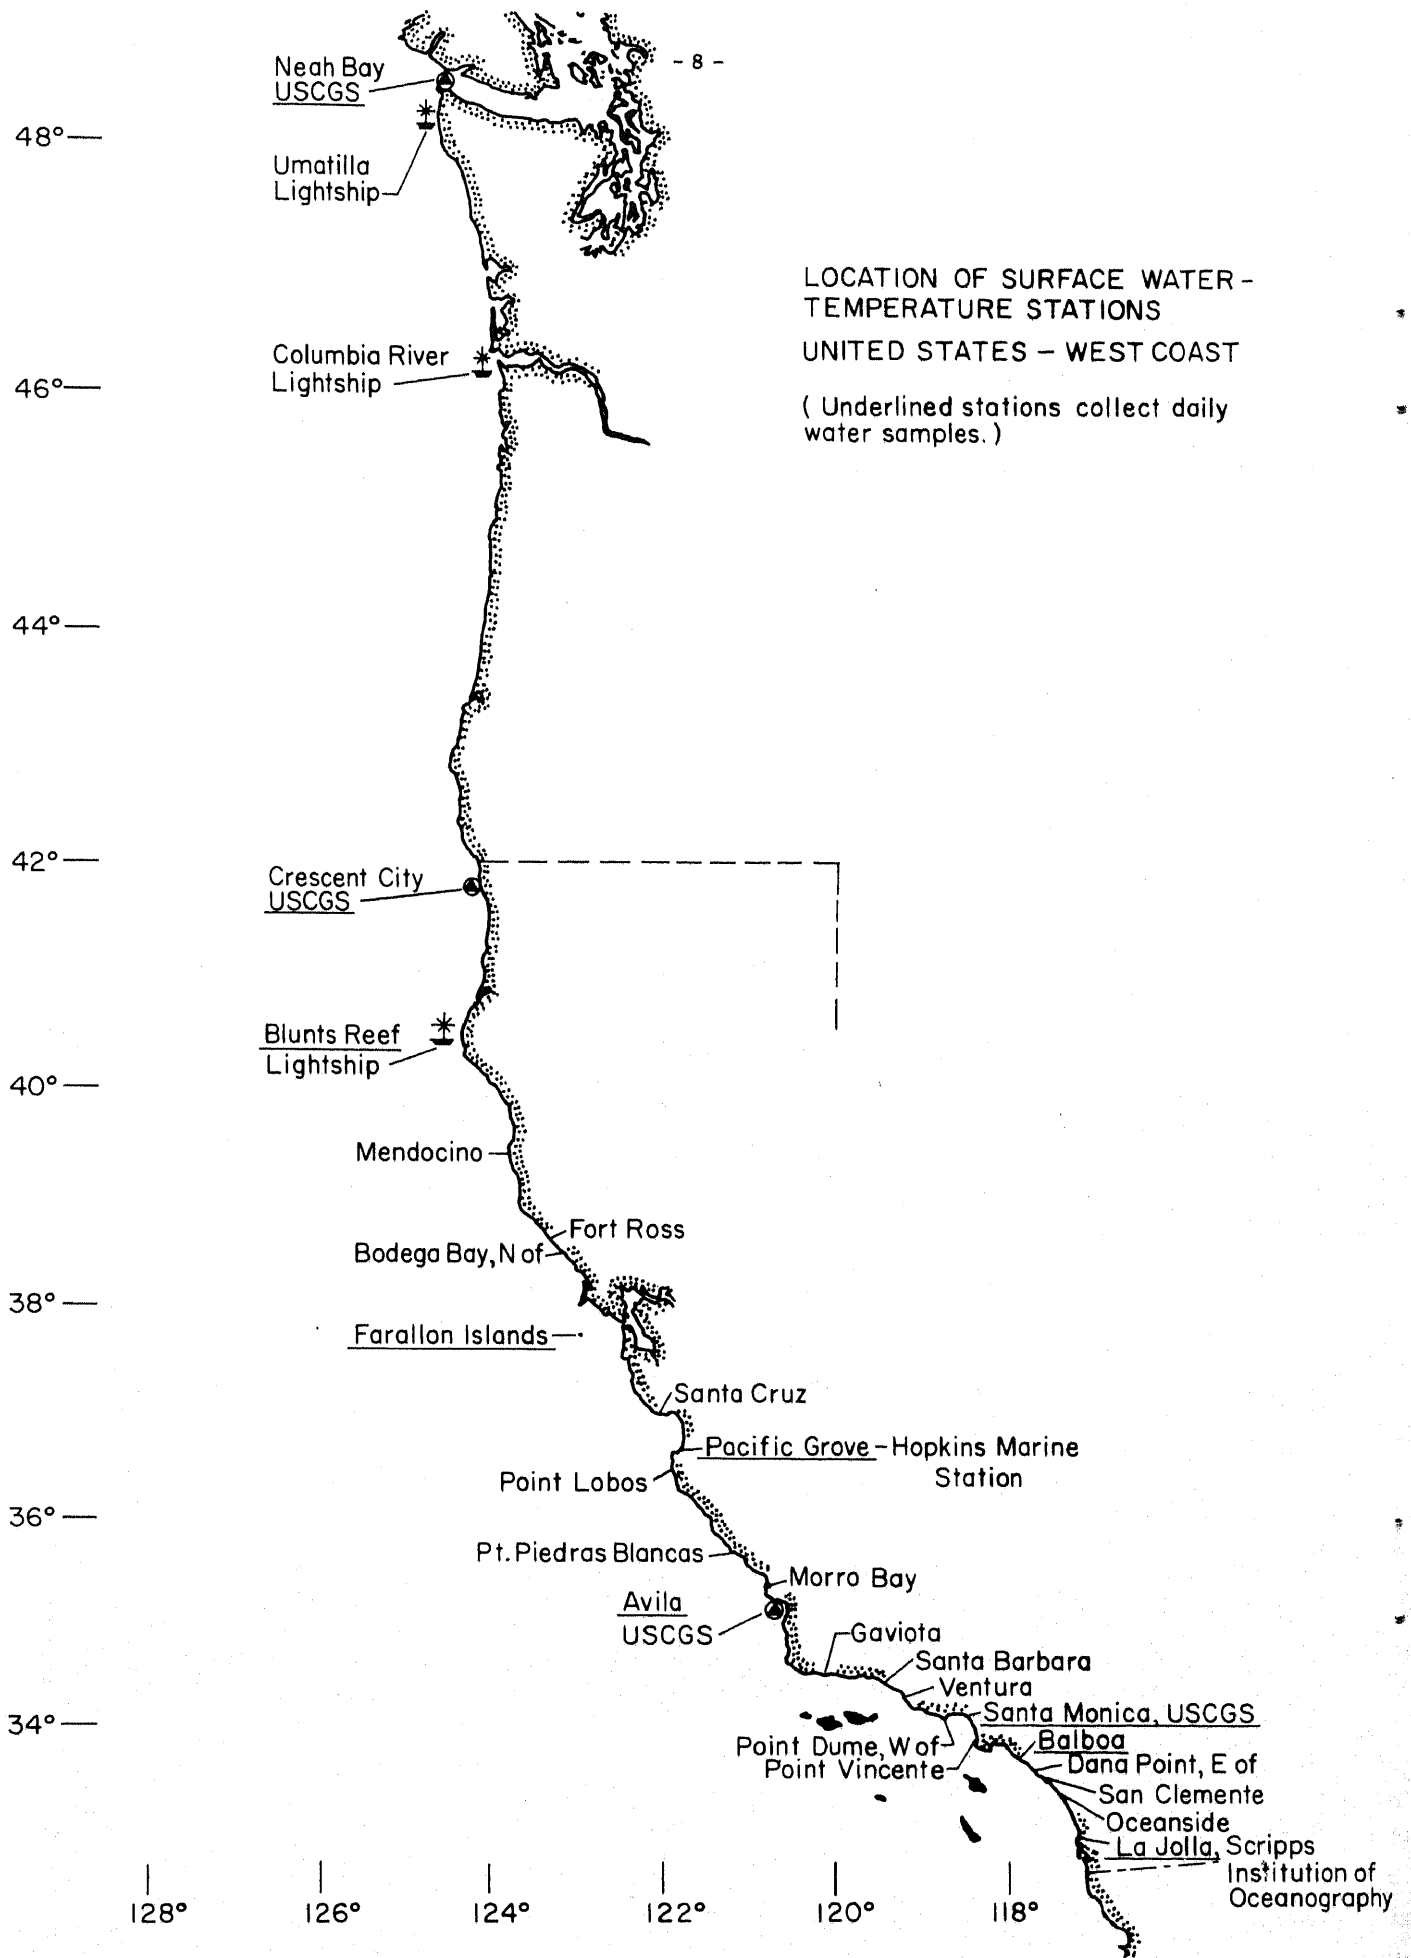 - 8 -
Neah Bay
USCGS
48°
Umatilla
Lightship
LOCATION OF SURFACE WATER-
TEMPERATURE STATIONS
UNITED STATES – WEST COAST
( Underlined stations collect daily
water samples. )
Columbia River
Lightship
46°
44°
42°
Crescent City
USCGS
Blunts Reef
Lightship
40°
Mendocino
Fort Ross
Bodega Bay, N of
38°
Farallon Islands
Santa Cruz
Pacific Grove - Hopkins Marine
Station
Point Lobos
36°
Pt. Piedras Blancas
Morro Bay
Avila
USCGS
Gaviota
Santa Barbara
Ventura
Santa Monica, USCGS
34°
Point Dume, W of
Point Vincente
Balboa
Dana Point, E of
San Clemente
Oceanside
La Jolla, Scripps
Institution of
Oceanography
128° 126° 124° 122° 120° 118°